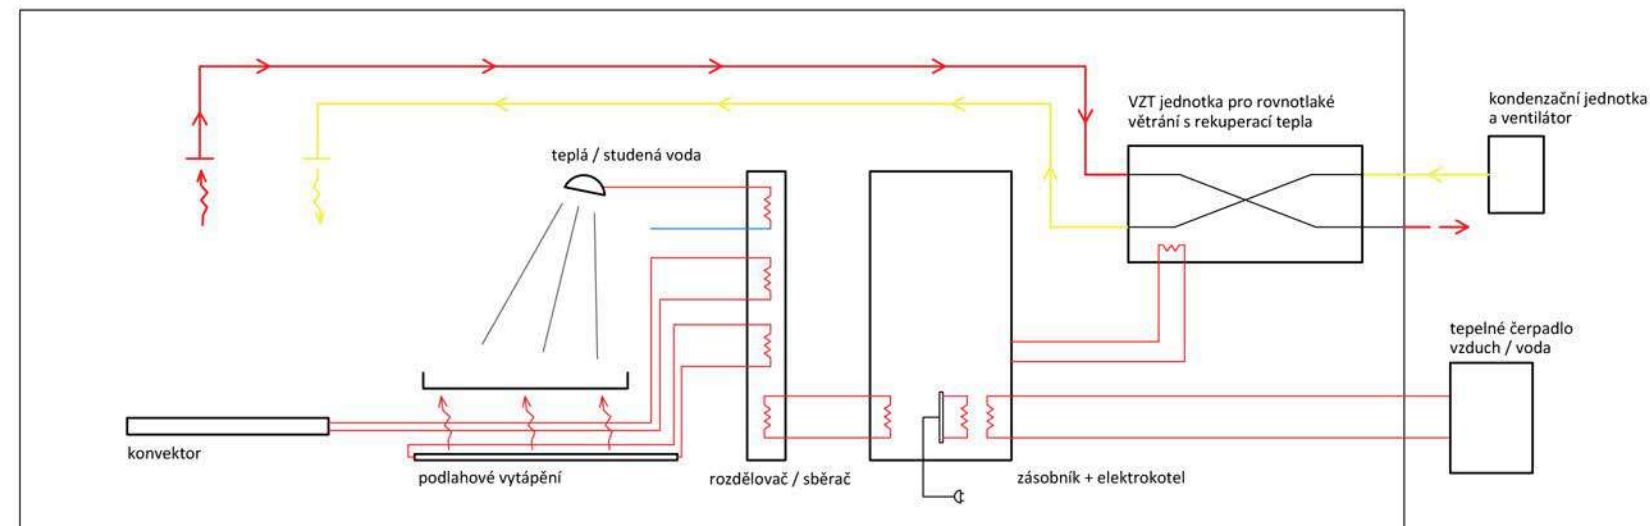 VZT jednotka pro rovnotlaké
větrání s rekuperací tepla
kondenzační jednotka
a ventilátor
teplá / studená voda
tepelné čerpadlo
vzduch / voda
konvektor
podlahové vytápění
rozdělovač / sběrač
zásobník + elektrokotel